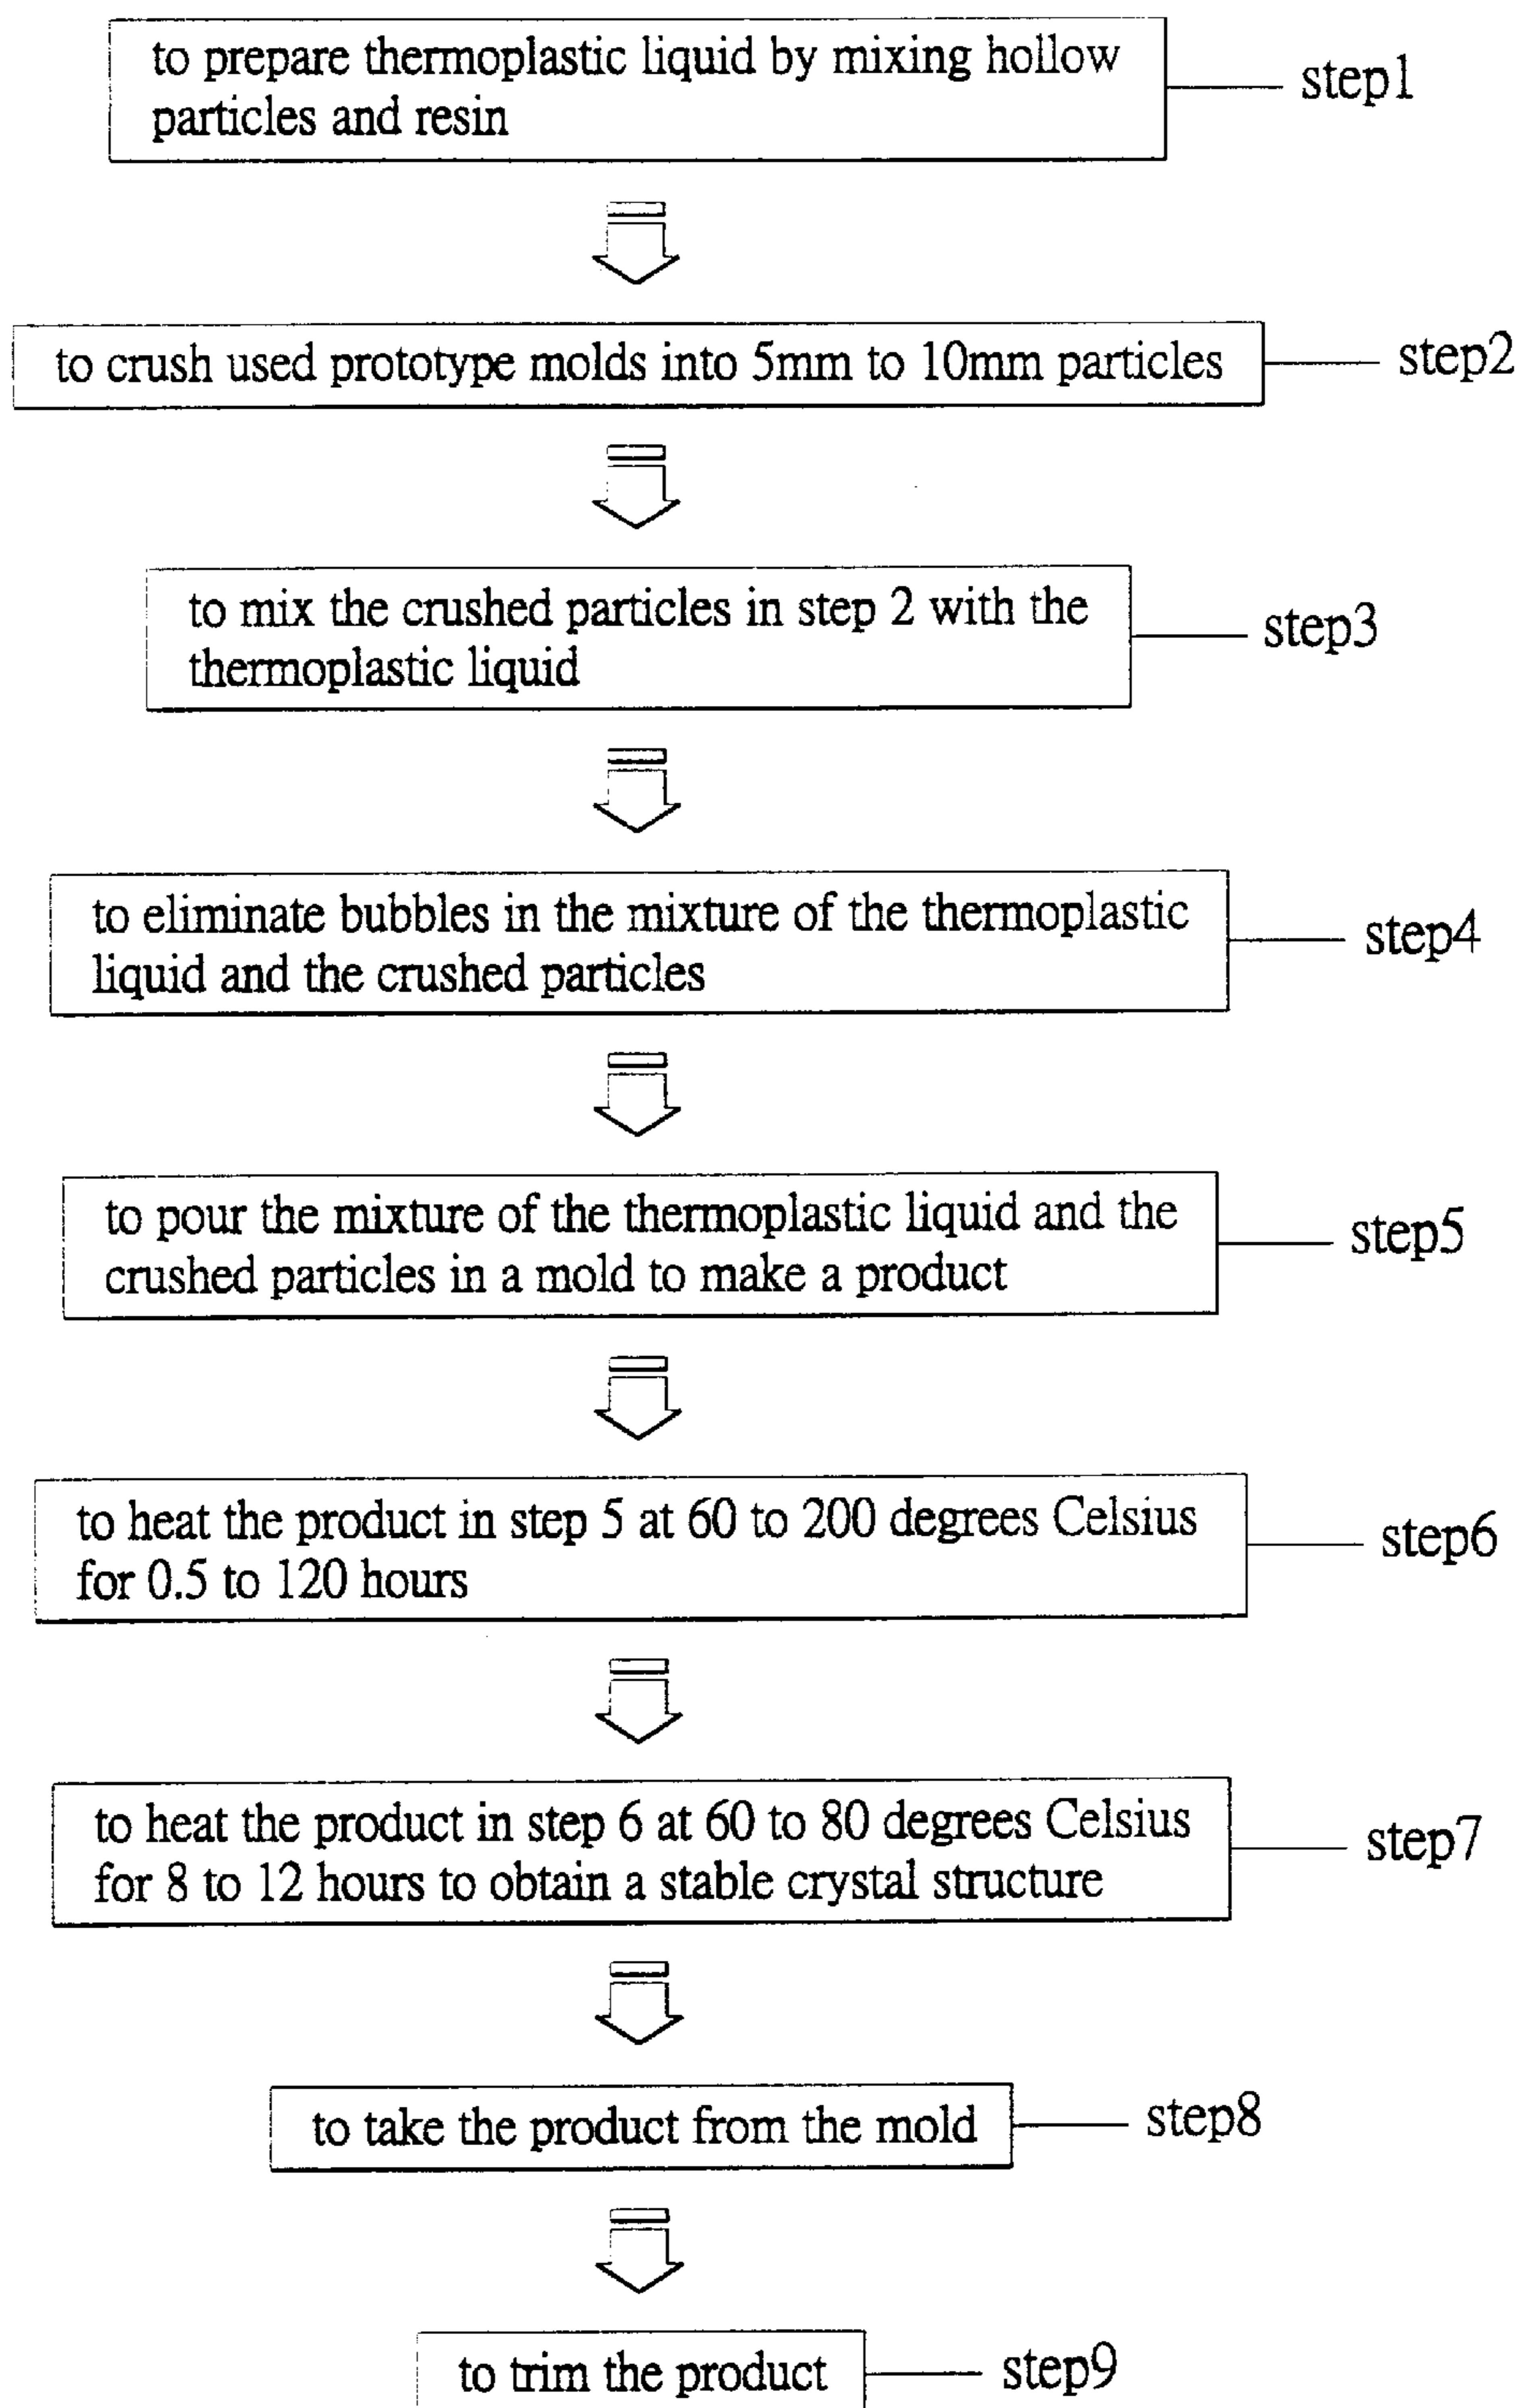 to prepare thermoplastic liquid by mixing hollow
particles and resin
step1
to crush used prototype molds into 5mm to 10mm particles
step2
to mix the crushed particles in step 2 with the
thermoplastic liquid
step3
to eliminate bubbles in the mixture of the thermoplastic
liquid and the crushed particles
step4
to pour the mixture of the thermoplastic liquid and the
crushed particles in a mold to make a product
step5
to heat the product in step 5 at 60 to 200 degrees Celsius
for 0.5 to 120 hours
step6
to heat the product in step 6 at 60 to 80 degrees Celsius
for 8 to 12 hours to obtain a stable crystal structure
step7
to take the product from the mold
step8
to trim the product
step9